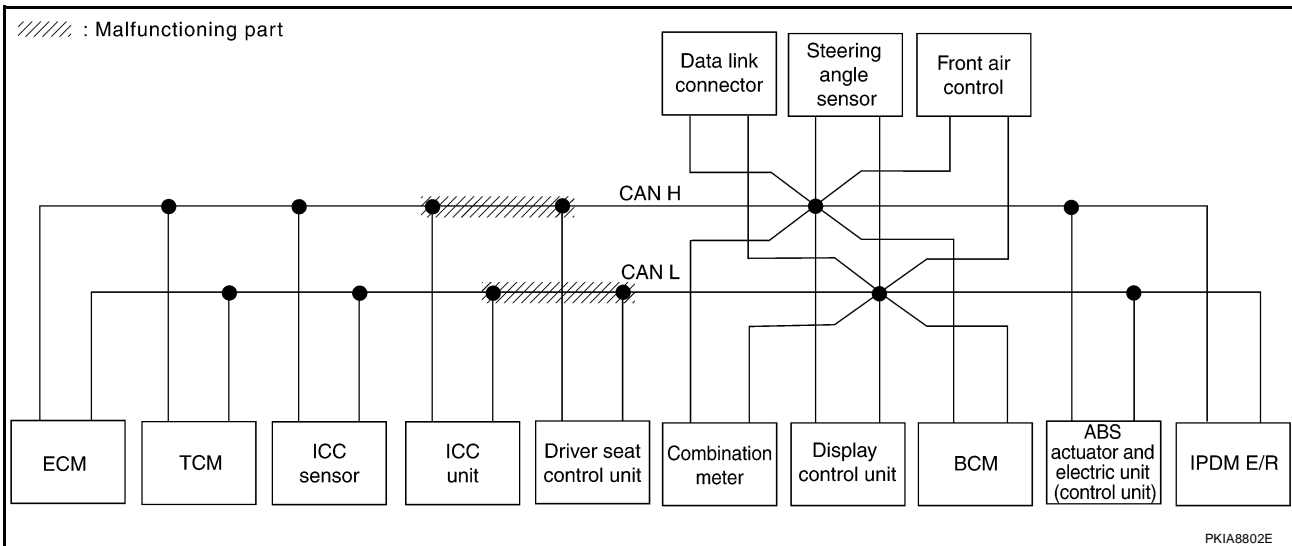 : Malfunctioning part
Data link
connector
Steering
angle
sensor
Front air
control
CAN H
CAN L
ECM
TCM
ICC
sensor
ICC
unit
Driver seat
control unit
Combination
meter
Display
control unit
BCM
ABS
actuator and
electric unit
(control unit)
IPDM E/R
PKIA8802E